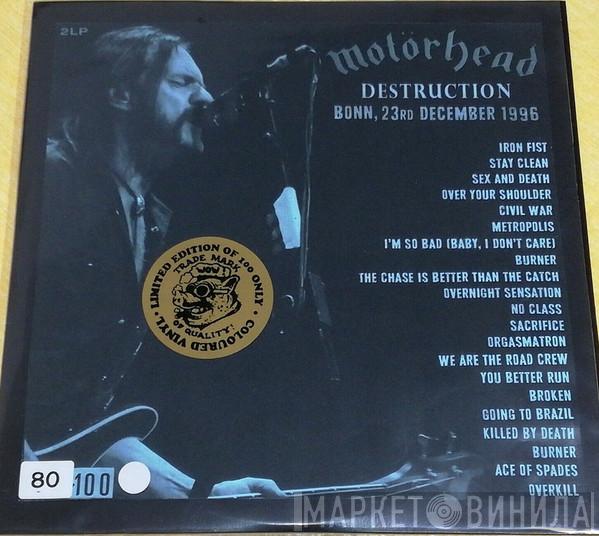 2LP
motörhead
DESTRUCTION
BONN, 23RD DECEMBER 1996
IRON FIST
STAY CLEAN
SEX AND DEATH
OVER YOUR SHOULDER
CIVIL WAR
METROPOLIS
I'M SO BAD (BABY, I DON'T CARE)
BURNER
THE CHASE IS BETTER THAN THE CATCH
OVERNIGHT SENSATION
NO CLASS
SACRIFICE
ORGASMATRON
WE ARE THE ROAD CREW
YOU BETTER RUN
BROKEN
GOING TO BRAZIL
KILLED BY DEATH
BURNER
ACE OF SPADES
OVERKILL
• LIMITED EDITION OF 100 ONLY •
COLOURED VINYL
TRADE MARK
WOW!
OF QUALITY!
80
100
МАРКЕТ ВИНИЛА